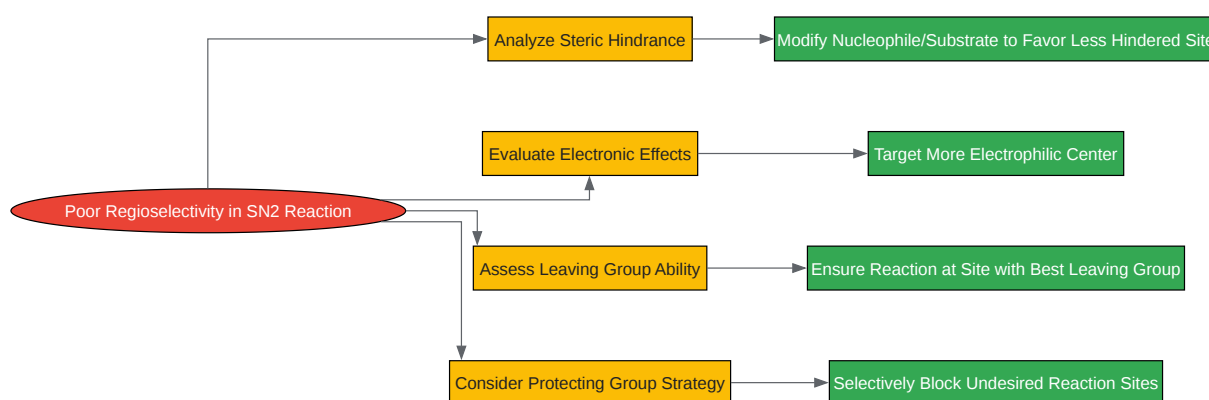 Analyze Steric Hindrance
Modify Nucleophile/Substrate to Favor Less Hindered Site
Evaluate Electronic Effects
Target More Electrophilic Center
Poor Regioselectivity in SN2 Reaction
Assess Leaving Group Ability
Ensure Reaction at Site with Best Leaving Group
Consider Protecting Group Strategy
Selectively Block Undesired Reaction Sites